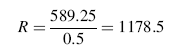 R = 589.25 / 0.5 = 1178.5